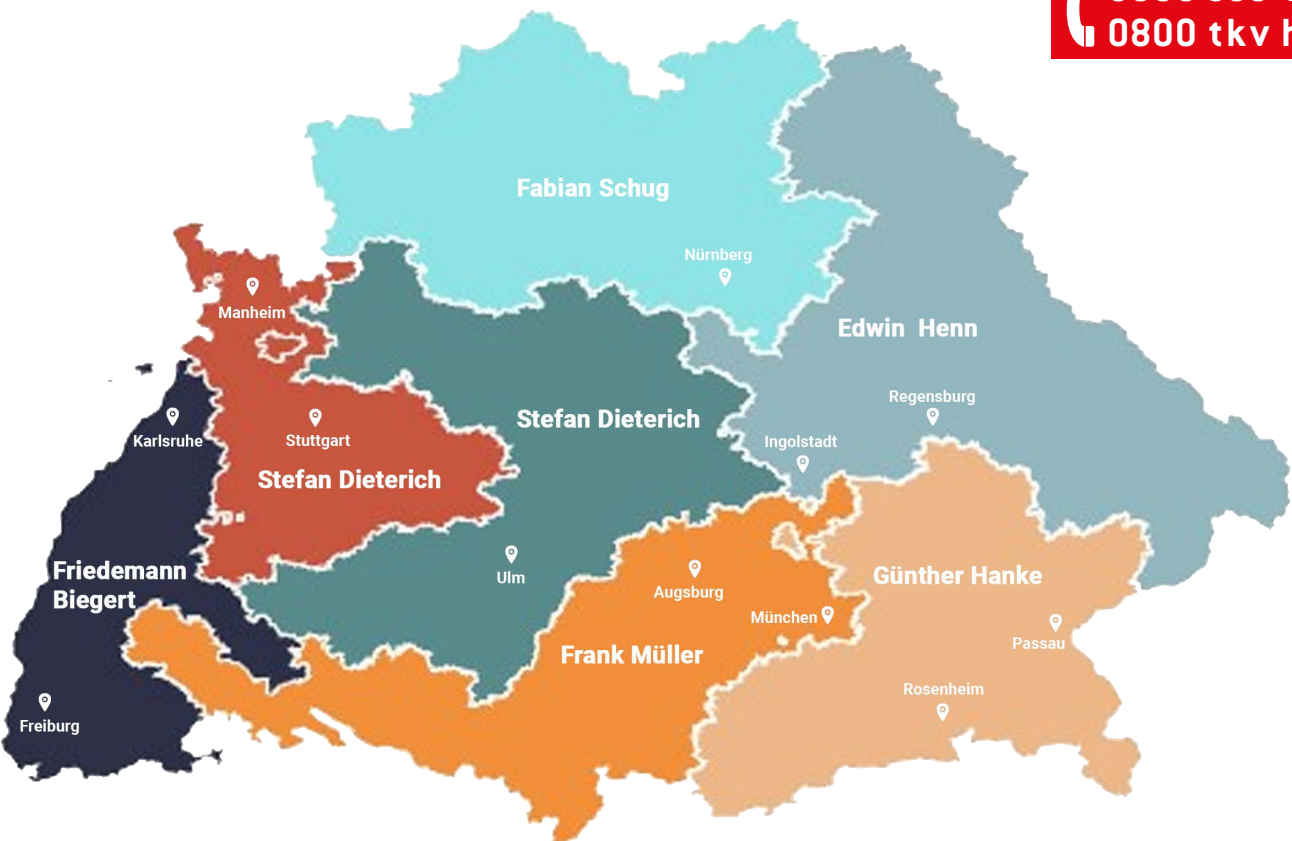 0800 tkv
Fabian Schug
Nürnberg
Manheim
Edwin Henn
Regensburg
Stefan Dieterich
Karlsruhe
Stuttgart
Ingolstadt
Stefan Dieterich
Ulm
Friedemann
Biegert
Augsburg
Günther Hanke
München
Passau
Frank Müller
Rosenheim
Freiburg